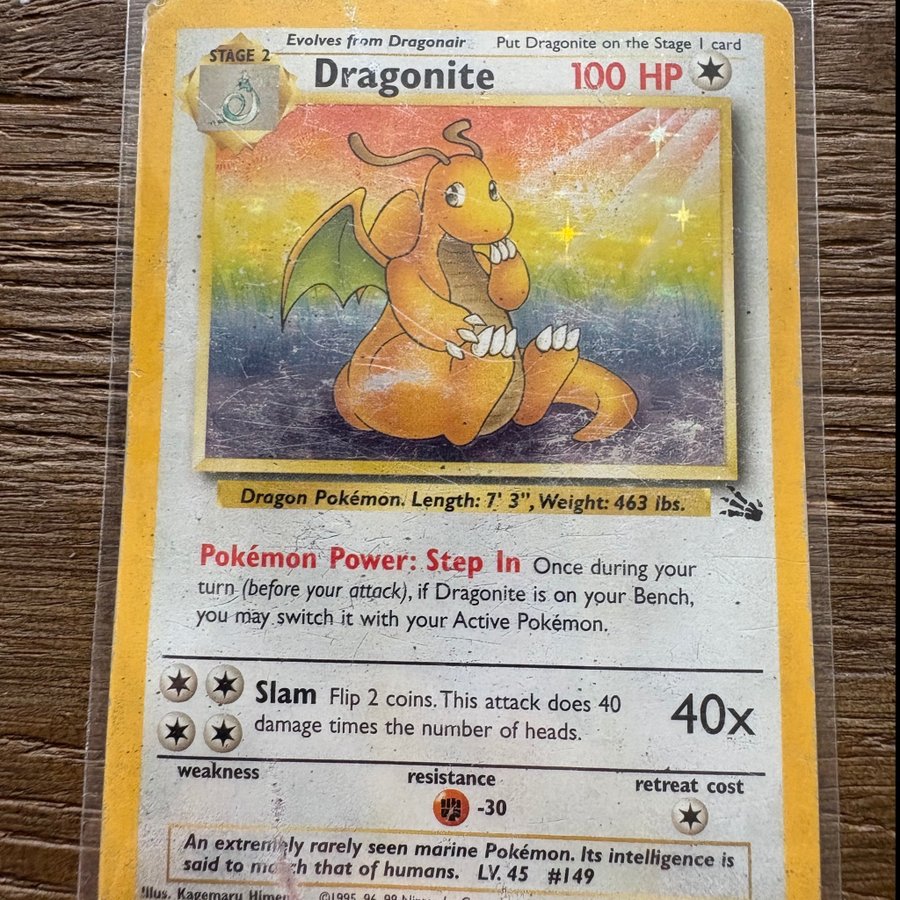 Evolves from Dragonair Put Dragonite on the Stage 1 card
STAGE 2
Dragonite 100 HP
Dragon Pokémon. Length: 7' 3", Weight: 463 lbs.
Pokémon Power: Step In Once during your
turn (before your attack), if Dragonite is on your Bench,
you may switch it with your Active Pokémon.
Slam Flip 2 coins. This attack does 40
damage times the number of heads.
40x
weakness resistance retreat cost
-30
An extremely rarely seen marine Pokémon. Its intelligence is
said to match that of humans. LV. 45 #149
Illus. Kagemaru Himeno ©1995, 96, 98